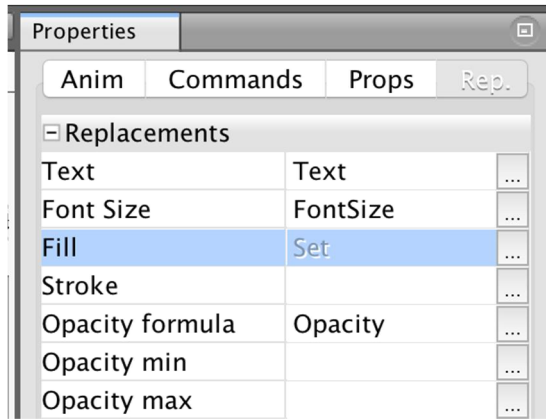 Properties
Anim Commands Props Rep.
Replacements
Text Text ...
Font Size FontSize ...
Fill Set ...
Stroke ...
Opacity formula Opacity ...
Opacity min ...
Opacity max ...